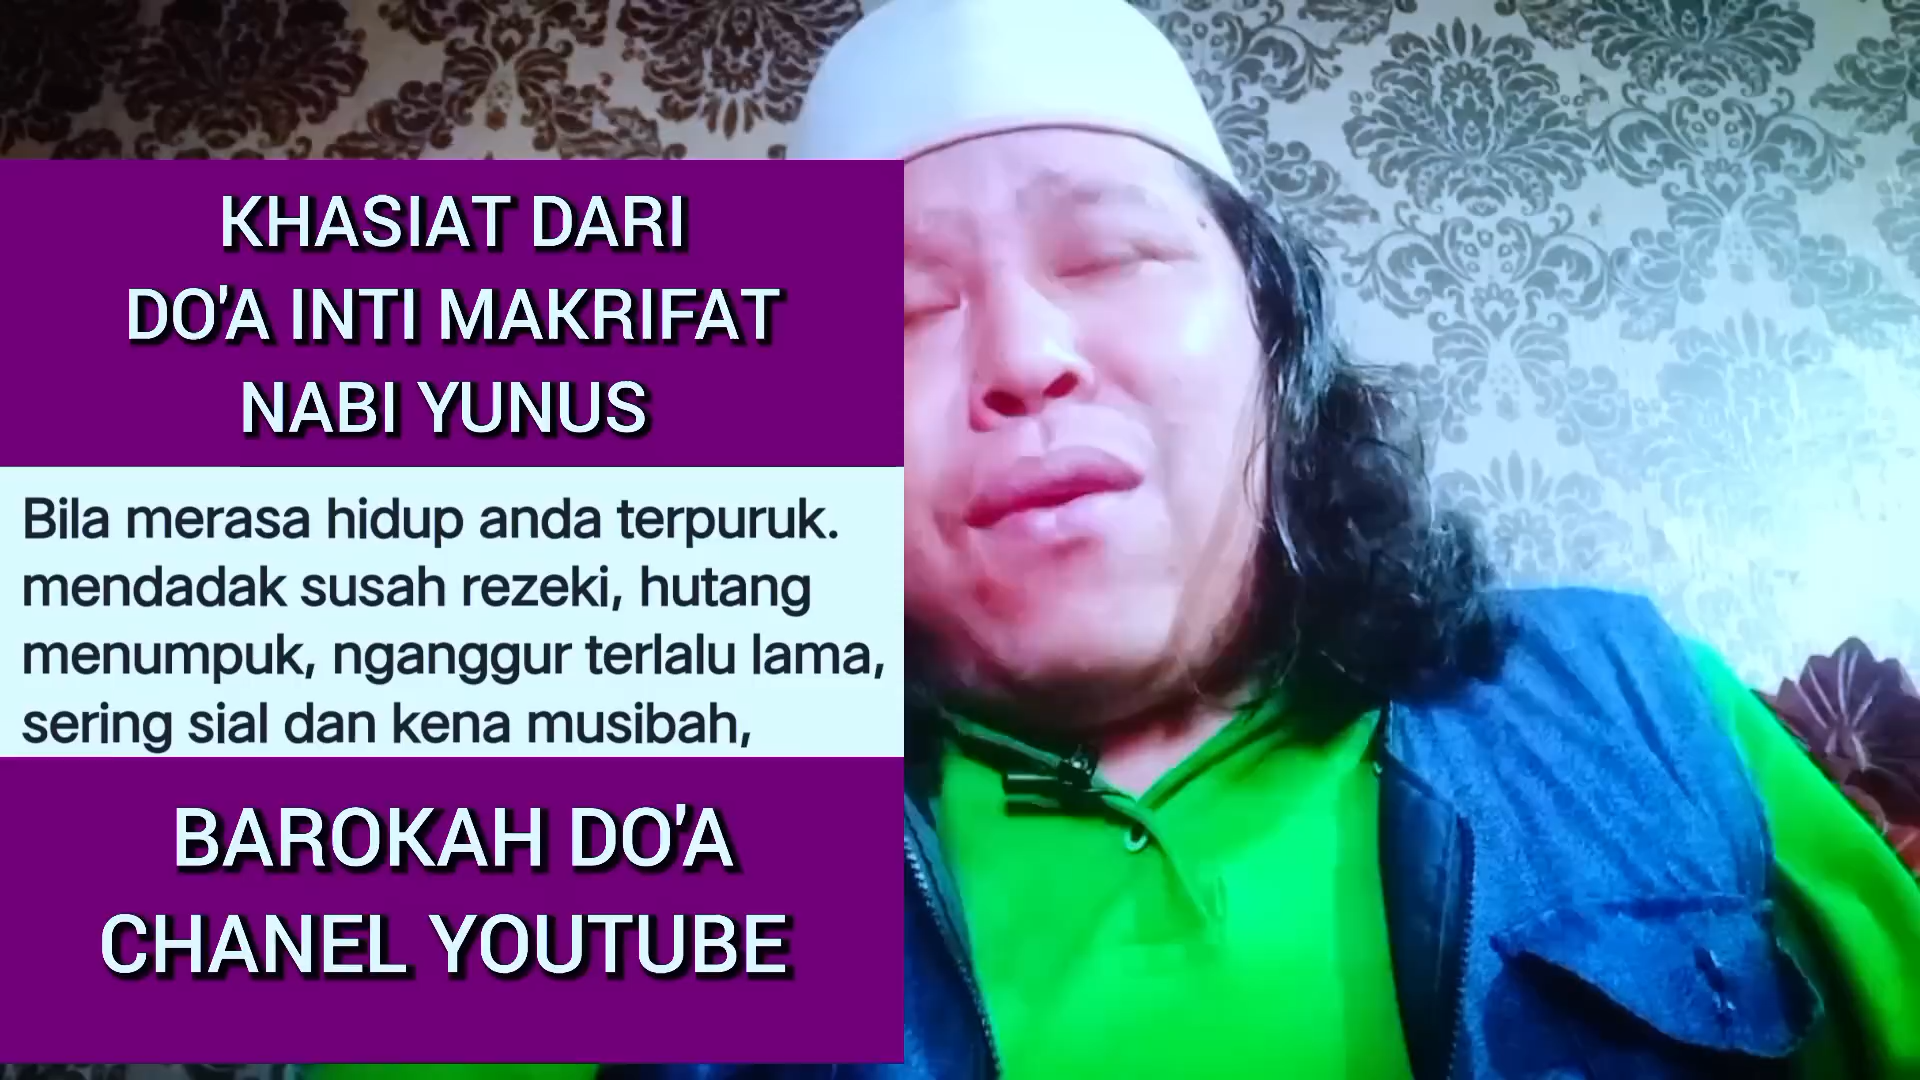 KHASIAT DARI
DO'A INTI MAKRIFAT
NABI YUNUS
Bila merasa hidup anda terpuruk.
mendadak susah rezeki, hutang
menumpuk, nganggur terlalu lama,
sering sial dan kena musibah,
BAROKAH DO'A
CHANEL YOUTUBE